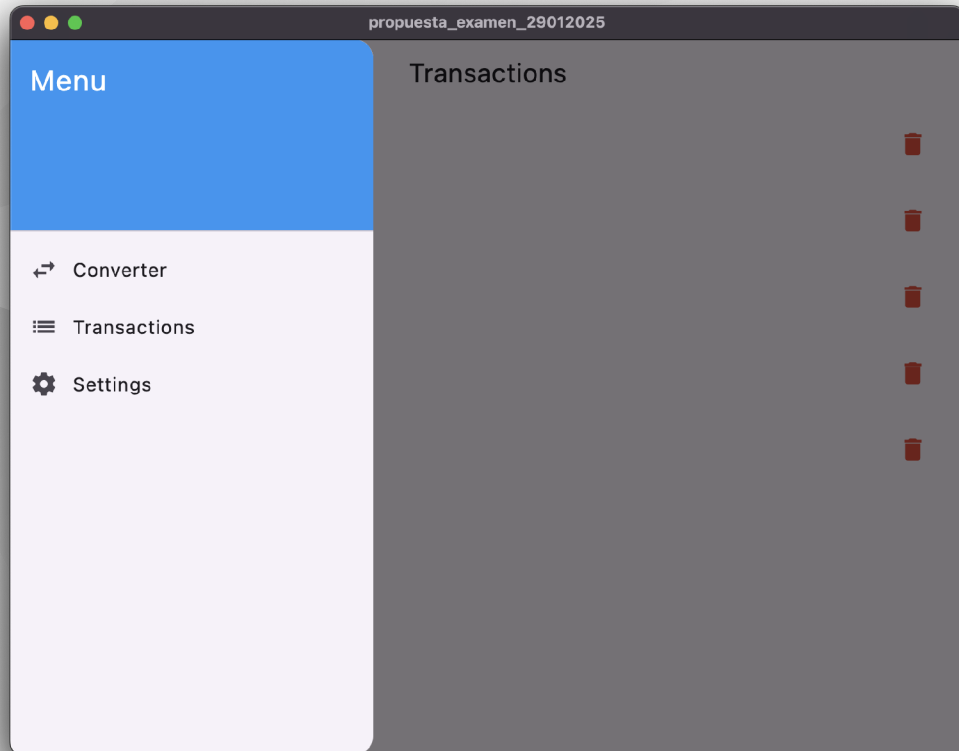 propuesta_examen_29012025
Menu
Transactions
Converter
Transactions
Settings